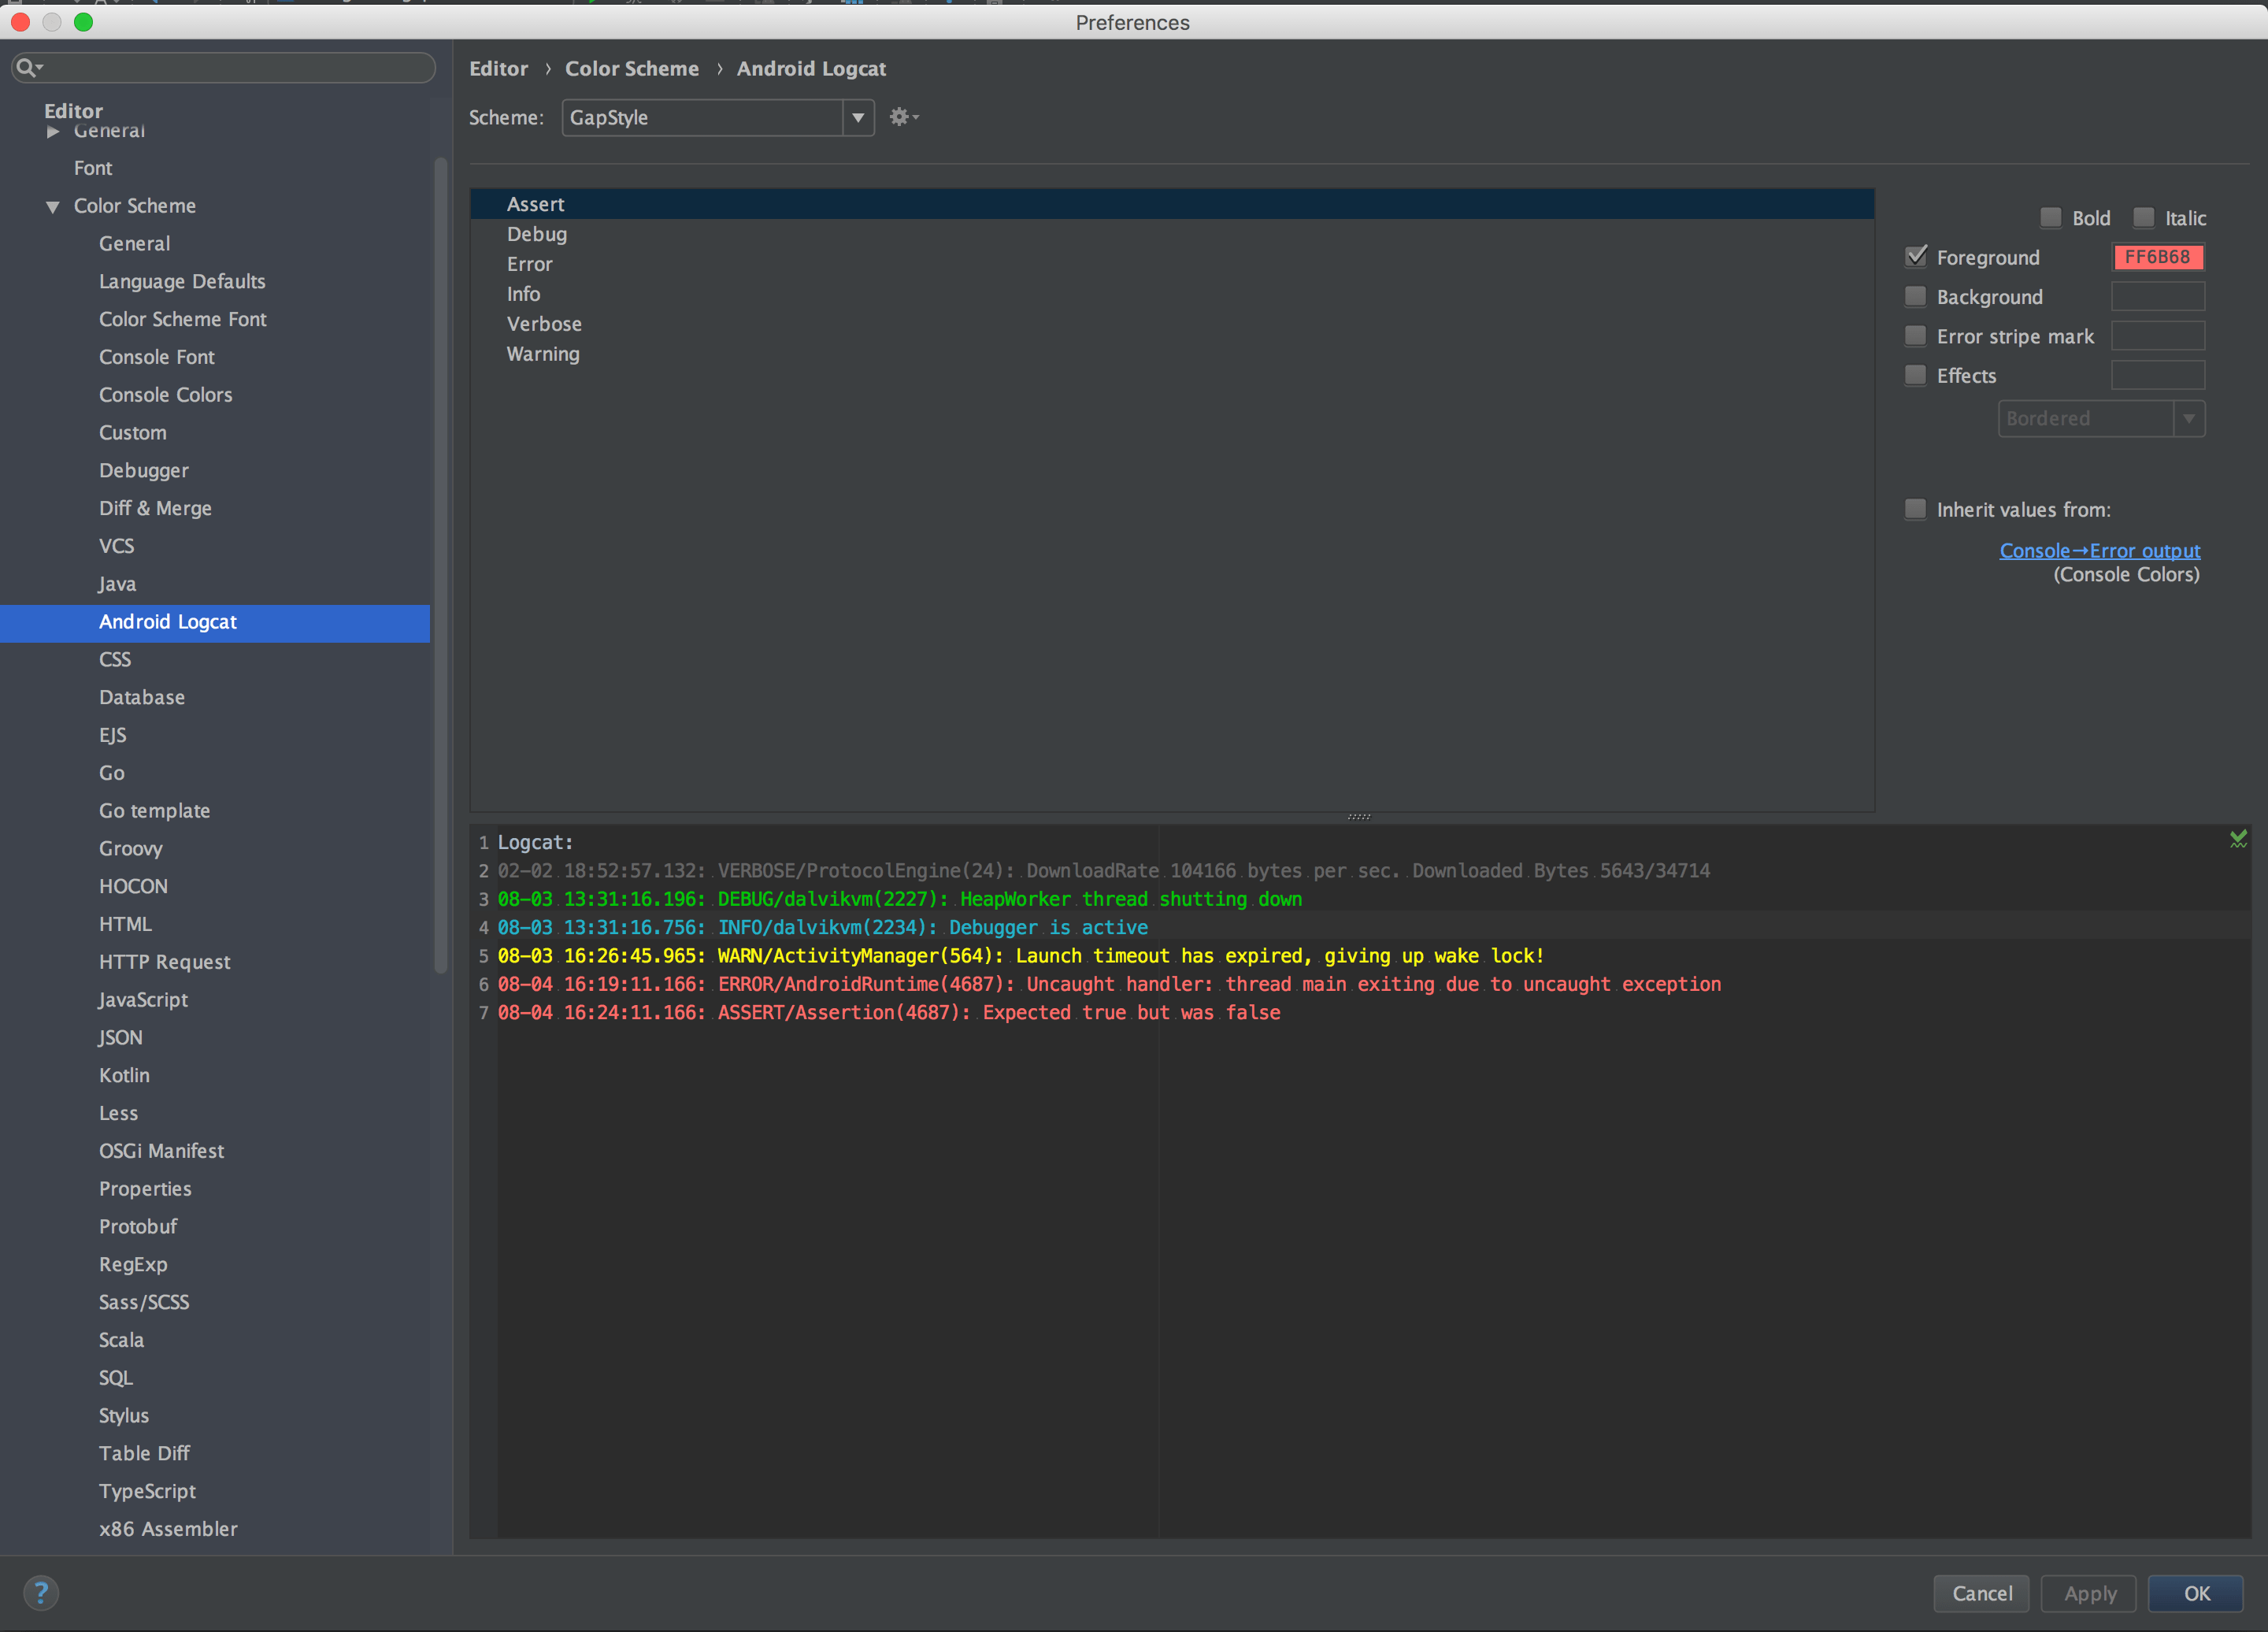 Preferences
Editor
General
Font
Color Scheme
General
Language Defaults
Color Scheme Font
Console Font
Console Colors
Custom
Debugger
Diff & Merge
VCS
Java
Android Logcat
CSS
Database
EJS
Go
Go template
Groovy
HOCON
HTML
HTTP Request
JavaScript
JSON
Kotlin
Less
OSGi Manifest
Properties
Protobuf
RegExp
Sass/SCSS
Scala
SQL
Stylus
Table Diff
TypeScript
x86 Assembler
Editor › Color Scheme › Android Logcat
Scheme: GapStyle
Assert
Debug
Error
Info
Verbose
Warning
Bold Italic
Foreground FF6B68
Background
Error stripe mark
Effects
Bordered
Inherit values from:
Console→Error output
(Console Colors)
1 Logcat:
2 02-02 18:52:57.132: VERBOSE/ProtocolEngine(24): DownloadRate 104166 bytes per sec. Downloaded Bytes 5643/34714
3 08-03 13:31:16.196: DEBUG/dalvikvm(2227): HeapWorker thread shutting down
4 08-03 13:31:16.756: INFO/dalvikvm(2234): Debugger is active
5 08-03 16:26:45.965: WARN/ActivityManager(564): Launch timeout has expired, giving up wake lock!
6 08-04 16:19:11.166: ERROR/AndroidRuntime(4687): Uncaught handler: thread main exiting due to uncaught exception
7 08-04 16:24:11.166: ASSERT/Assertion(4687): Expected true but was false
?
Cancel Apply OK